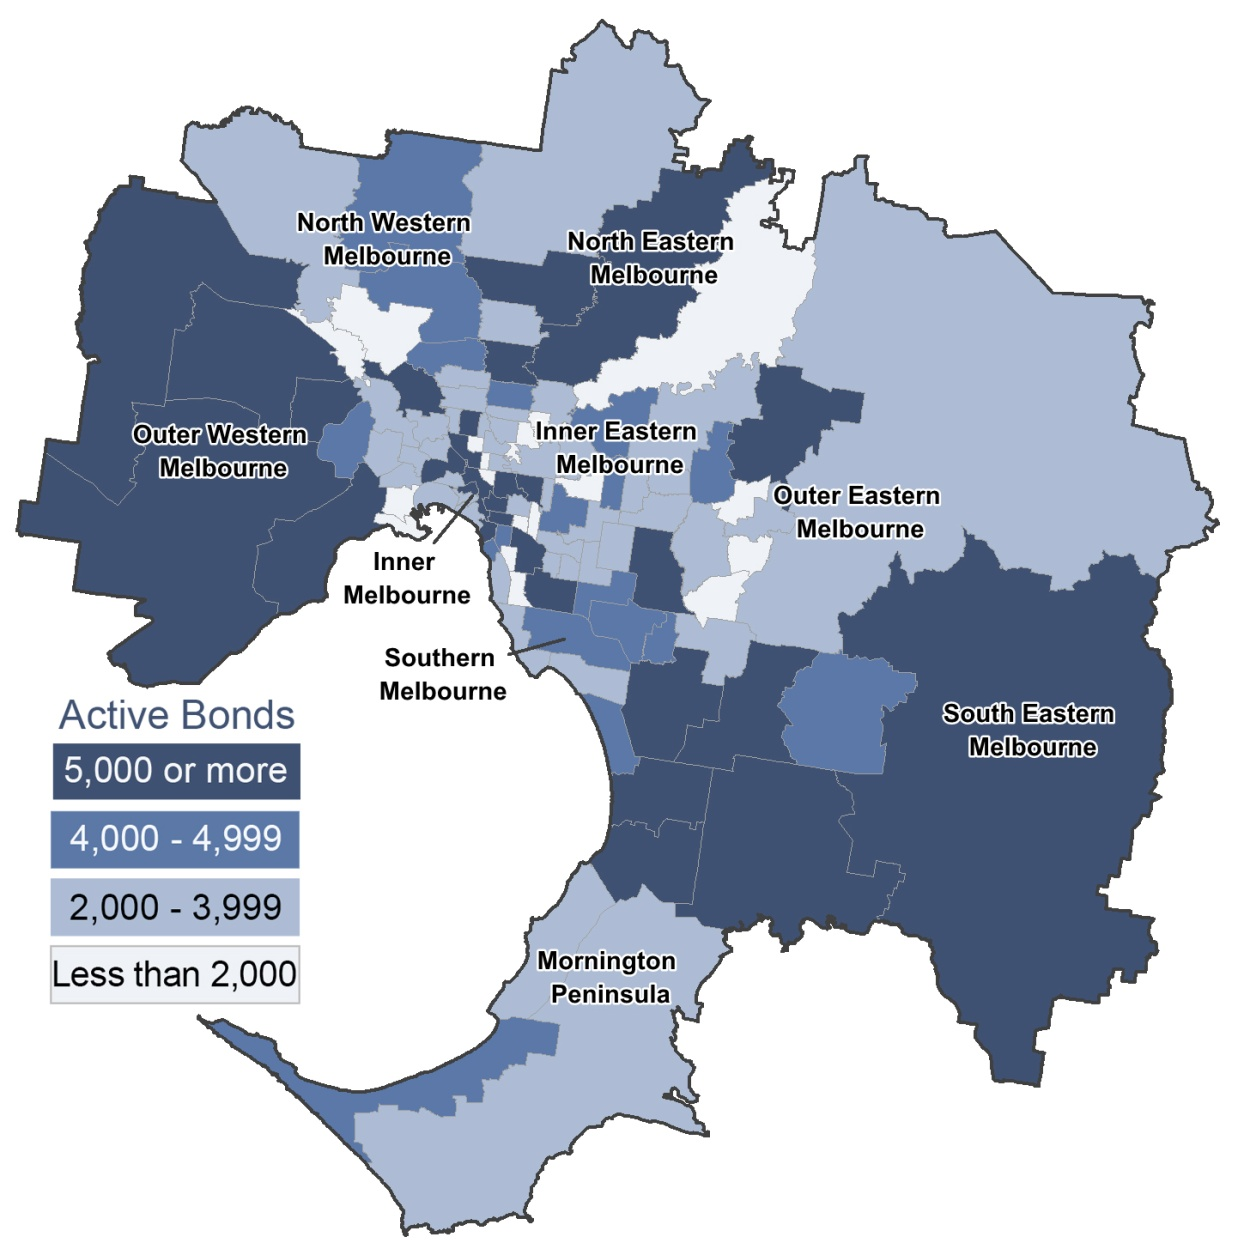 North Western
Melbourne
North Eastern
Melbourne
Outer Western
Melbourne
Inner Eastern
Melbourne
Outer Eastern
Melbourne
Inner
Melbourne
Southern
Melbourne
South Eastern
Melbourne
Mornington
Peninsula
Active Bonds
5,000 or more
4,000 - 4,999
2,000 - 3,999
Less than 2,000